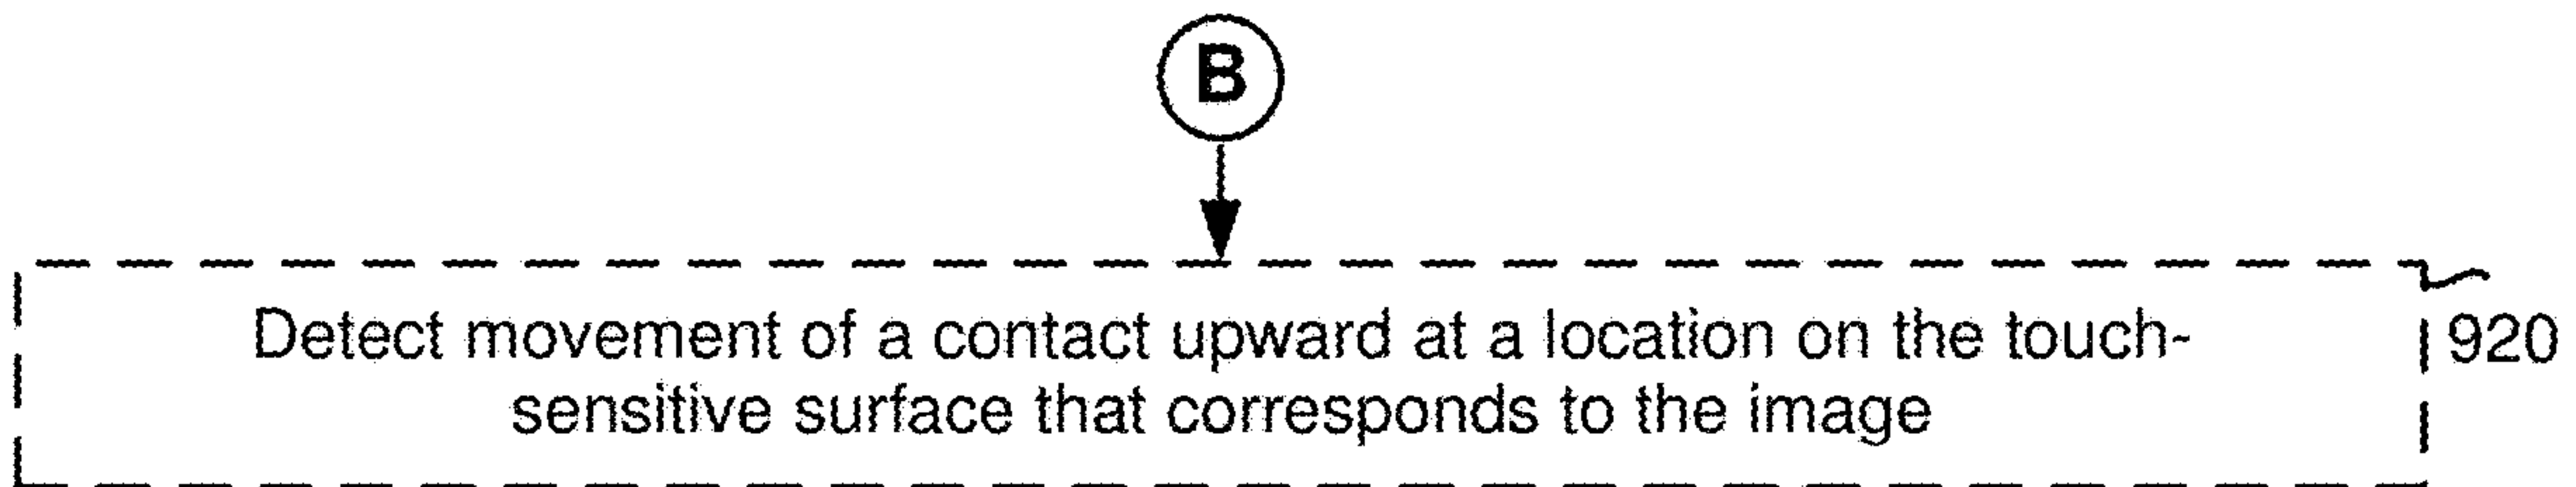 B
Detect movement of a contact upward at a location on the touch-
920
sensitive surface that corresponds to the image